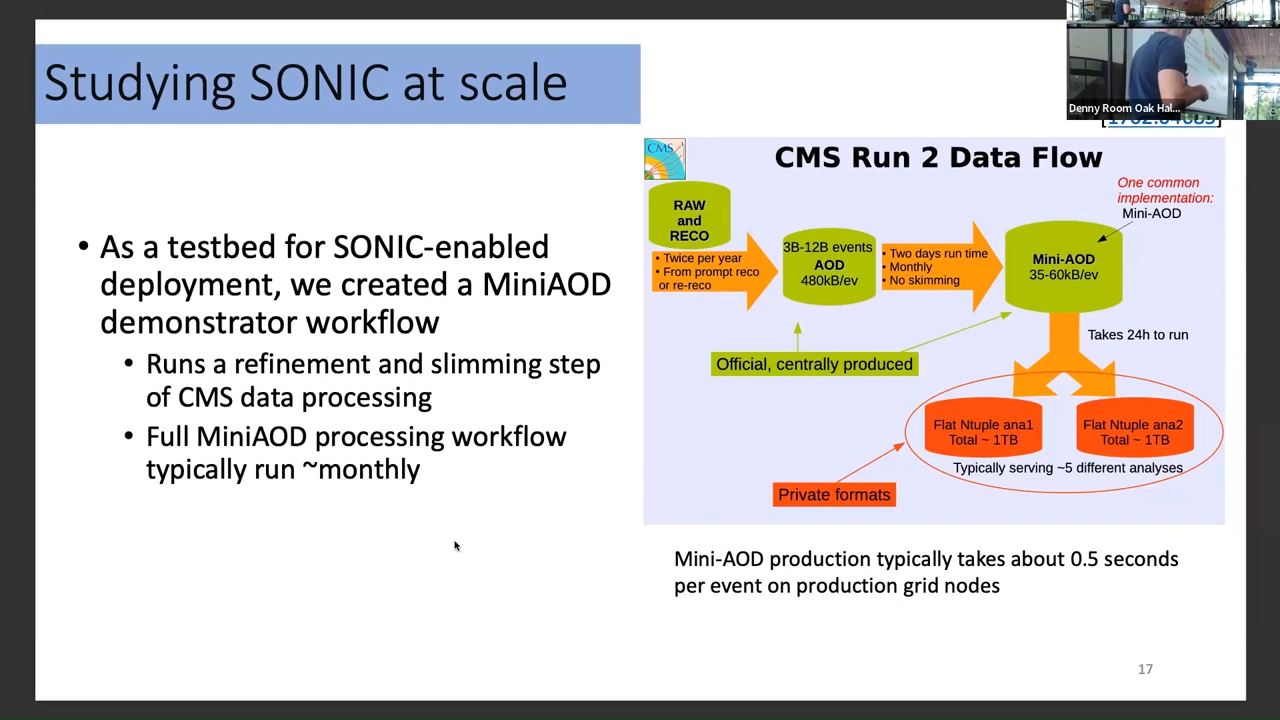 Studying SONIC at scale
Denny Room Oak Hal...
CMS
CMS Run 2 Data Flow
One common
implementation:
Mini-AOD
RAW
and
RECO
• Twice per year
• From prompt reco
or re-reco
3B-12B events
AOD
480kB/ev
• Two days run time
• Monthly
• No skimming
Mini-AOD
35-60kB/ev
Takes 24h to run
Official, centrally produced
Flat Ntuple ana1
Total ~ 1TB
Flat Ntuple ana2
Total ~ 1TB
Typically serving ~5 different analyses
Private formats
• As a testbed for SONIC-enabled
deployment, we created a MiniAOD
demonstrator workflow
• Runs a refinement and slimming step
of CMS data processing
• Full MiniAOD processing workflow
typically run ~monthly
Mini-AOD production typically takes about 0.5 seconds
per event on production grid nodes
17